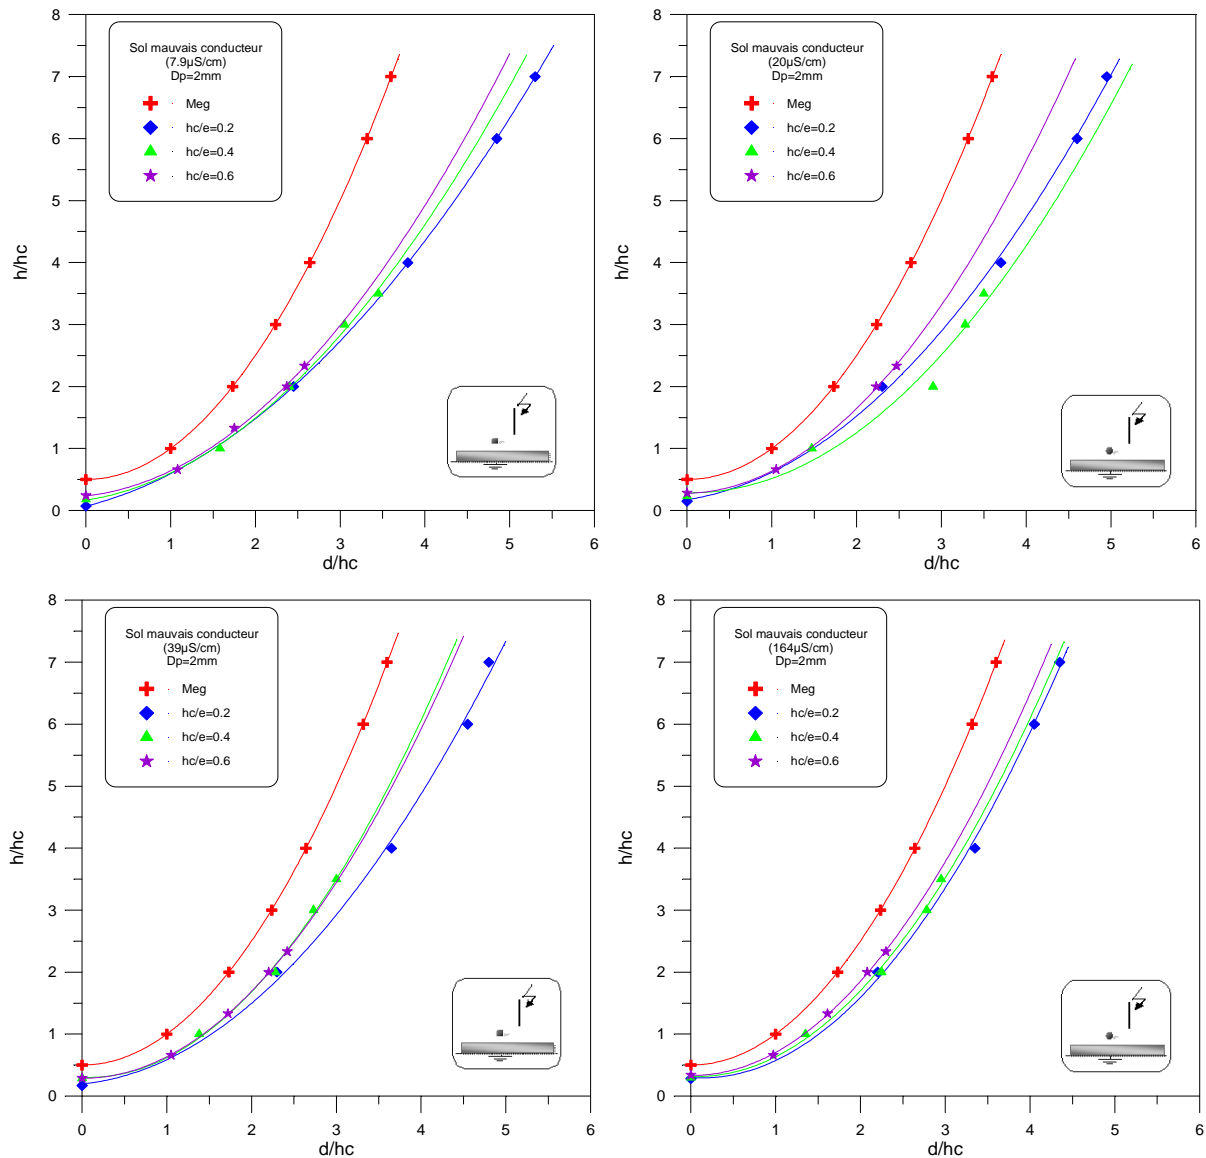 8
7
6
5
4
3
2
1
0
h/hc
Sol mauvais conducteur
(7.9µS/cm)
Dp=2mm
Meg
hc/e=0.2
hc/e=0.4
hc/e=0.6
0 1 2 3 4 5 6
d/hc
8
7
6
5
4
3
2
1
0
h/hc
Sol mauvais conducteur
(20µS/cm)
Dp=2mm
Meg
hc/e=0.2
hc/e=0.4
hc/e=0.6
0 1 2 3 4 5 6
d/hc
8
7
6
5
4
3
2
1
0
h/hc
Sol mauvais conducteur
(39µS/cm)
Dp=2mm
Meg
hc/e=0.2
hc/e=0.4
hc/e=0.6
0 1 2 3 4 5 6
d/hc
8
7
6
5
4
3
2
1
0
h/hc
Sol mauvais conducteur
(164µS/cm)
Dp=2mm
Meg
hc/e=0.2
hc/e=0.4
hc/e=0.6
0 1 2 3 4 5 6
d/hc